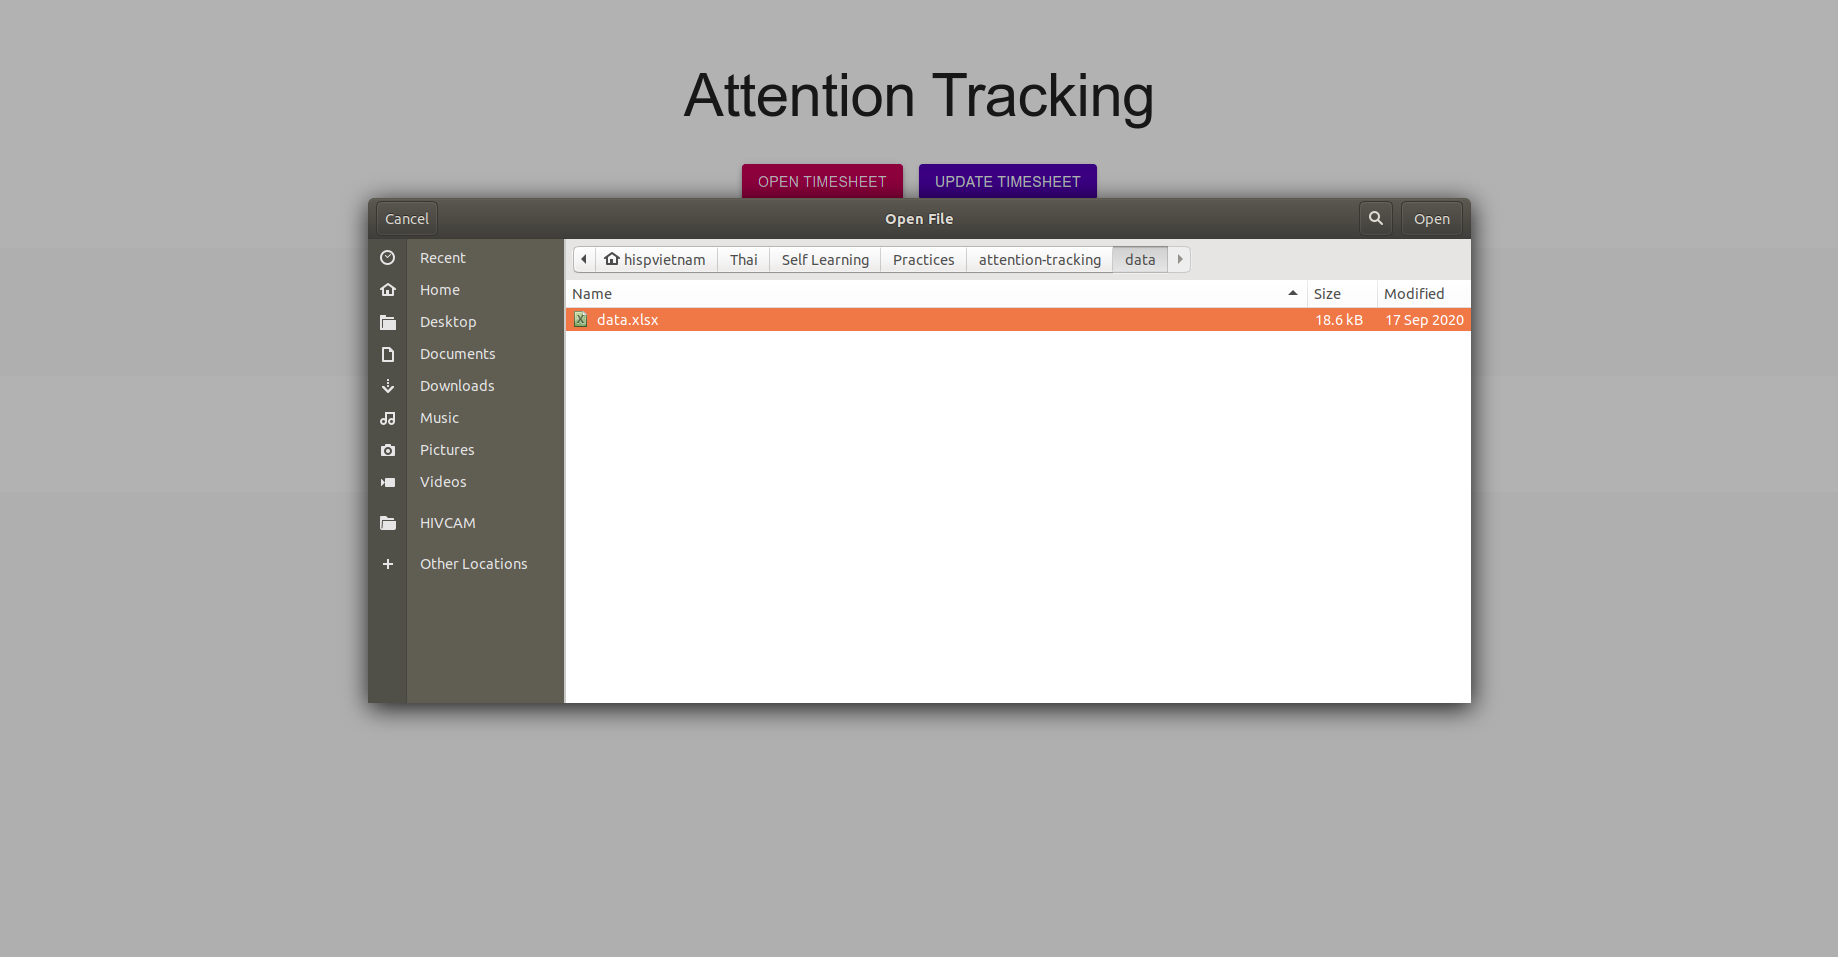 Attention Tracking
OPEN TIMESHEET UPDATE TIMESHEET
Cancel Open File Open
Recent
Home
Desktop
Documents
Downloads
Music
Pictures
Videos
HIVCAM
Other Locations
hispvietnam Thai Self Learning Practices attention-tracking data
Name Size Modified
data.xlsx 18.6 kB 17 Sep 2020